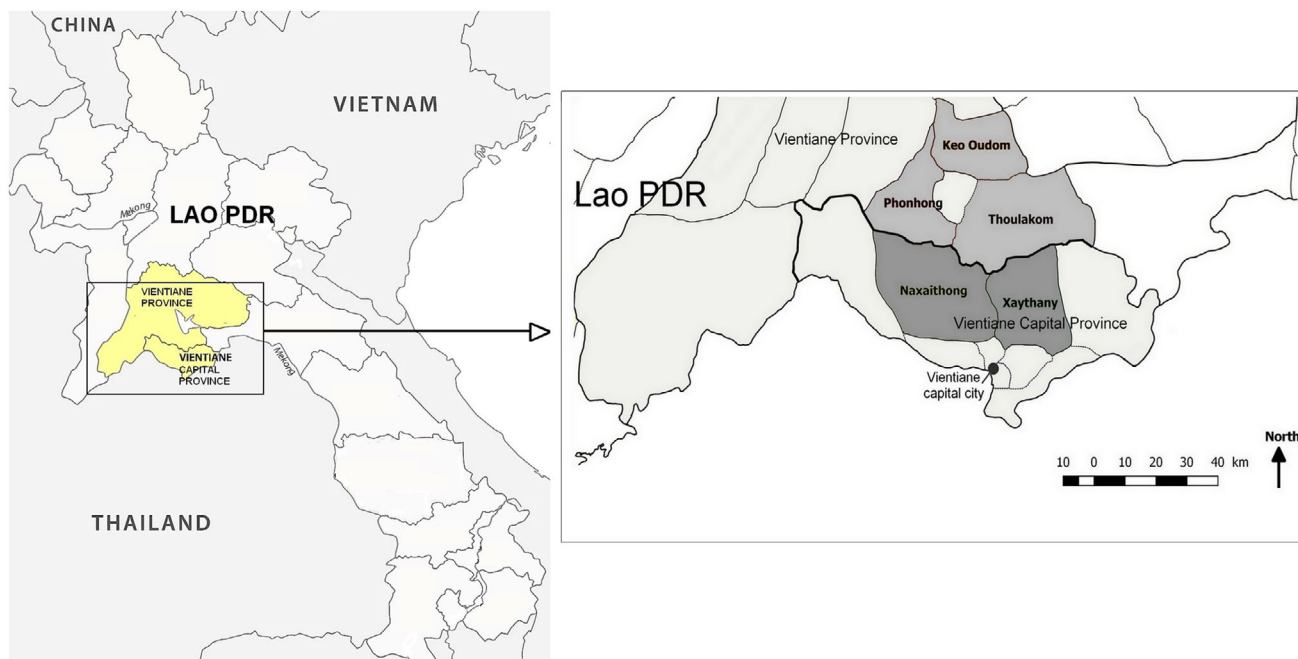 CHINA
VIETNAM
Mekong
LAO PDR
VIENTIANE
PROVINCE
VIENTIANE
CAPITAL
PROVINCE
Mekong
THAILAND
Vientiane Province
Keo Oudom
Lao PDR
Phonhong
Thoulakom
Naxaithong
Xaythany
Vientiane Capital Province
Vientiane
capital city
North
10 0 10 20 30 40 km